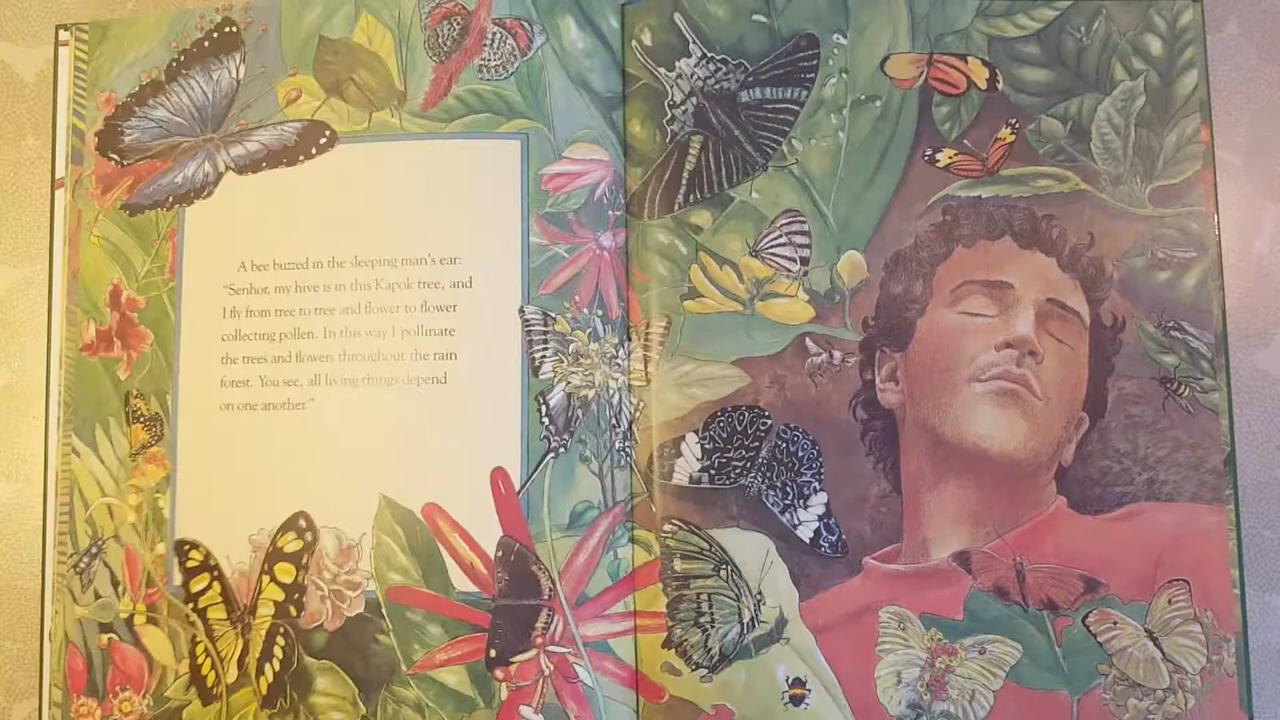 A bee buzzed in the sleeping man's ear:
"Senhor, my hive is in this Kapok tree, and
I fly from tree to tree and flower to flower
collecting pollen. In this way I pollinate
the trees and flowers throughout the rain
forest. You see, all living things depend
on one another."